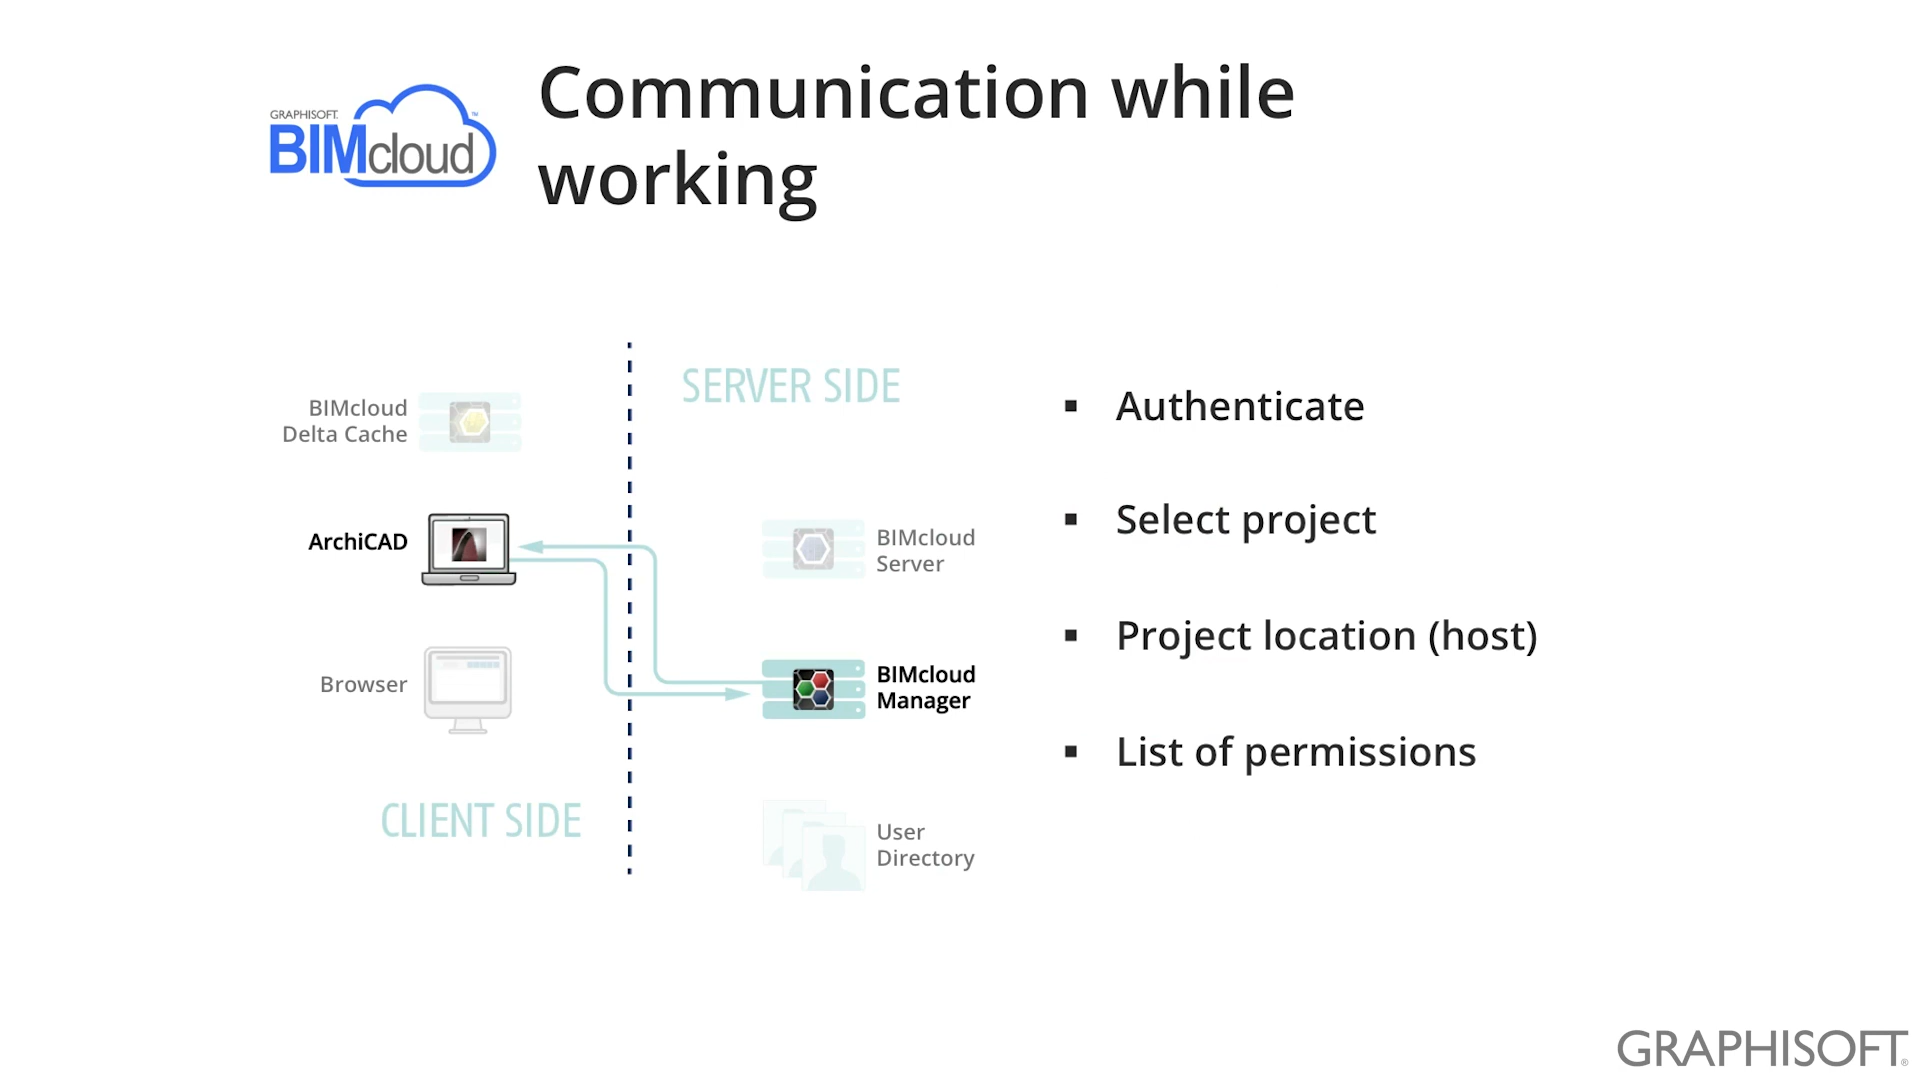 GRAPHISOFT.
BIMcloud™
Communication while
working
SERVER SIDE
BIMcloud
Delta Cache
ArchiCAD
Browser
CLIENT SIDE
BIMcloud
Server
BIMcloud
Manager
User
Directory
▪ Authenticate
▪ Select project
▪ Project location (host)
▪ List of permissions
GRAPHISOFT®